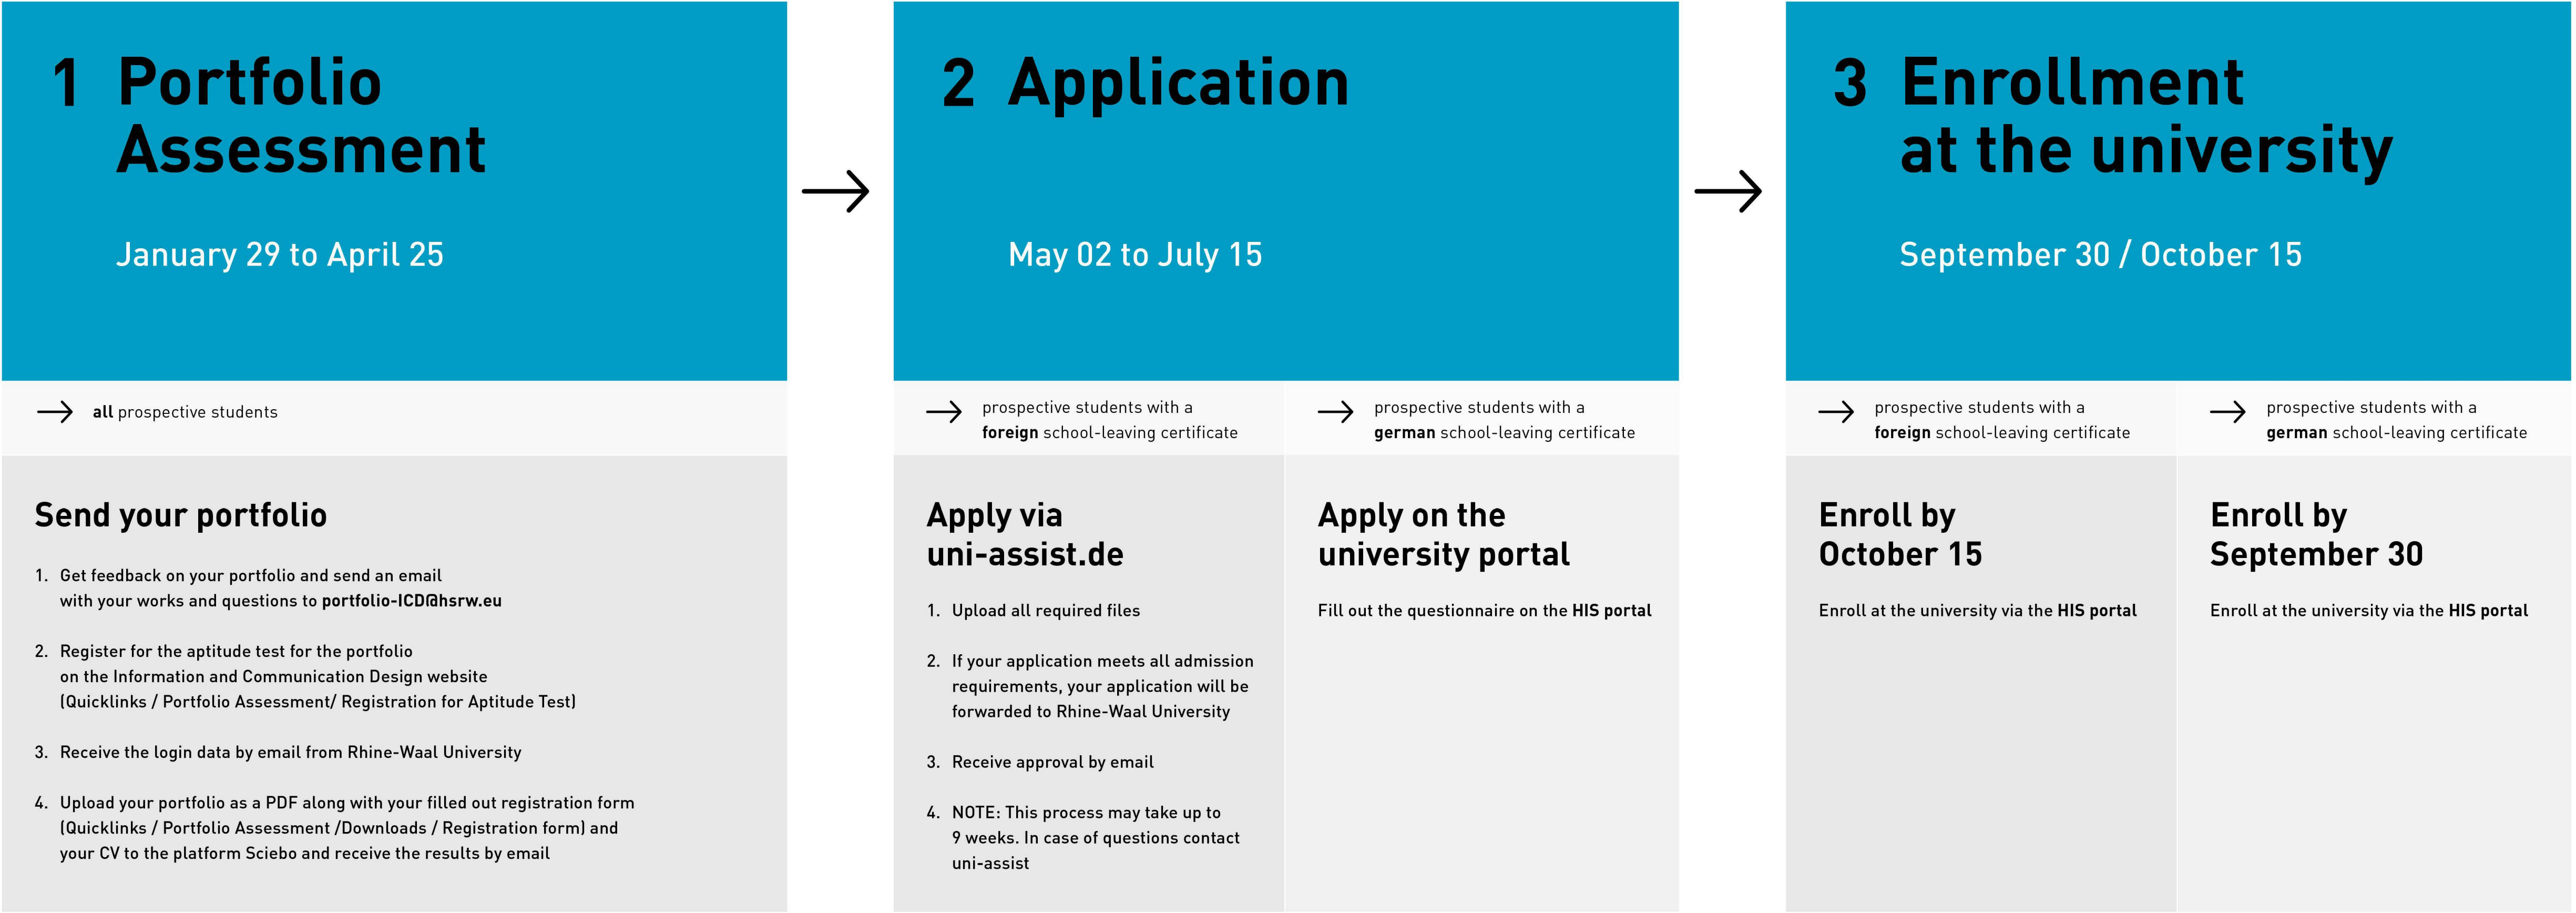 1 Portfolio
Assessment
January 29 to April 25
all prospective students
Send your portfolio
1. Get feedback on your portfolio and send an email
with your works and questions to portfolio-ICD@hsrw.eu
2. Register for the aptitude test for the portfolio
on the Information and Communication Design website
(Quicklinks / Portfolio Assessment/ Registration for Aptitude Test)
3. Receive the login data by email from Rhine-Waal University
4. Upload your portfolio as a PDF along with your filled out registration form
(Quicklinks / Portfolio Assessment /Downloads / Registration form) and
your CV to the platform Sciebo and receive the results by email
2 Application
May 02 to July 15
prospective students with a
foreign school-leaving certificate
Apply via
uni-assist.de
1. Upload all required files
2. If your application meets all admission
requirements, your application will be
forwarded to Rhine-Waal University
3. Receive approval by email
4. NOTE: This process may take up to
9 weeks. In case of questions contact
uni-assist
prospective students with a
german school-leaving certificate
Apply on the
university portal
Fill out the questionnaire on the HIS portal
3 Enrollment
at the university
September 30 / October 15
prospective students with a
foreign school-leaving certificate
Enroll by
October 15
Enroll at the university via the HIS portal
prospective students with a
german school-leaving certificate
Enroll by
September 30
Enroll at the university via the HIS portal